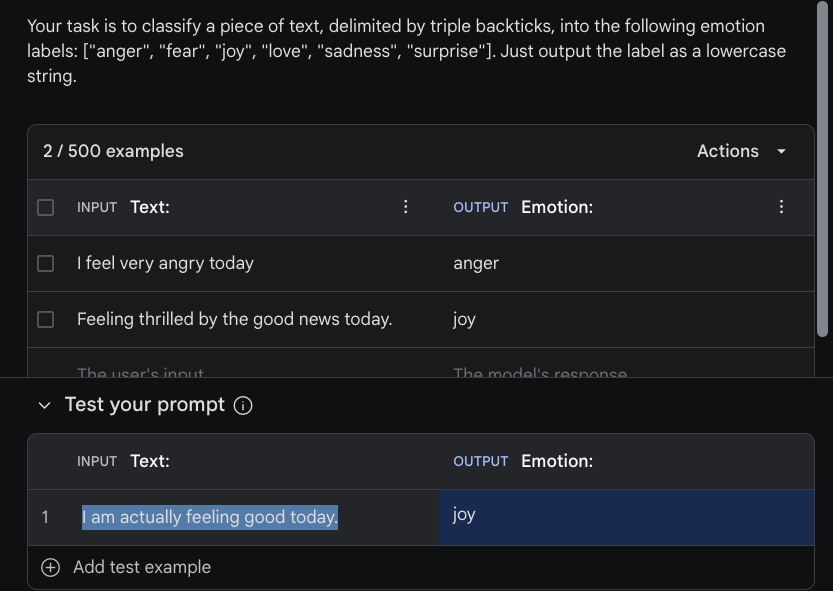 Your task is to classify a piece of text, delimited by triple backticks, into the following emotion
labels: ["anger", "fear", "joy", "love", "sadness", "surprise"]. Just output the label as a lowercase
string.
2 / 500 examples Actions
INPUT Text: OUTPUT Emotion:
I feel very angry today anger
Feeling thrilled by the good news today. joy
The user's input The model's response
Test your prompt
INPUT Text: OUTPUT Emotion:
1 I am actually feeling good today. joy
Add test example